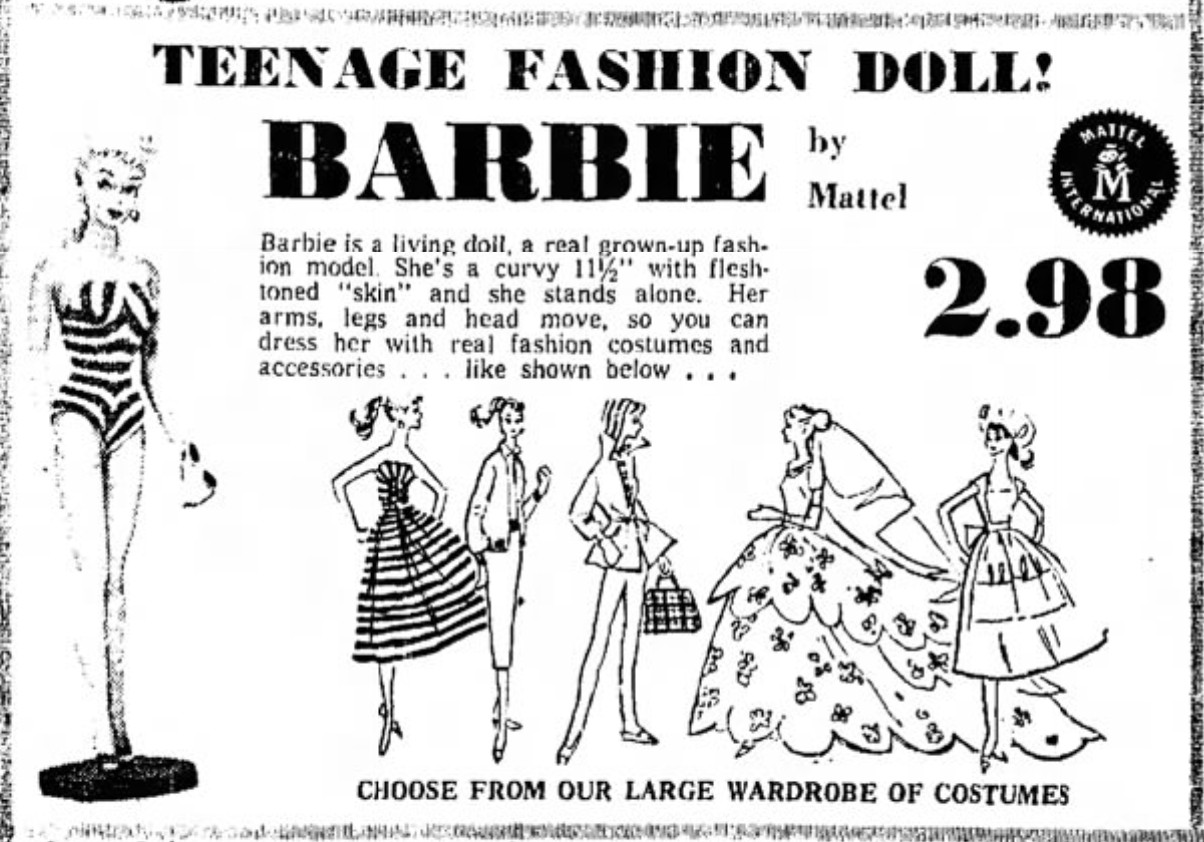 TEENAGE FASHION DOLL!
BARBIE
by
Mattel
MATTEL
M
INTERNATIONAL
Barbie is a living doll, a real grown-up fash-
ion model. She's a curvy 11½" with flesh-
toned "skin" and she stands alone. Her
arms, legs and head move, so you can
dress her with real fashion costumes and
accessories . . . like shown below . . .
2.98
CHOOSE FROM OUR LARGE WARDROBE OF COSTUMES